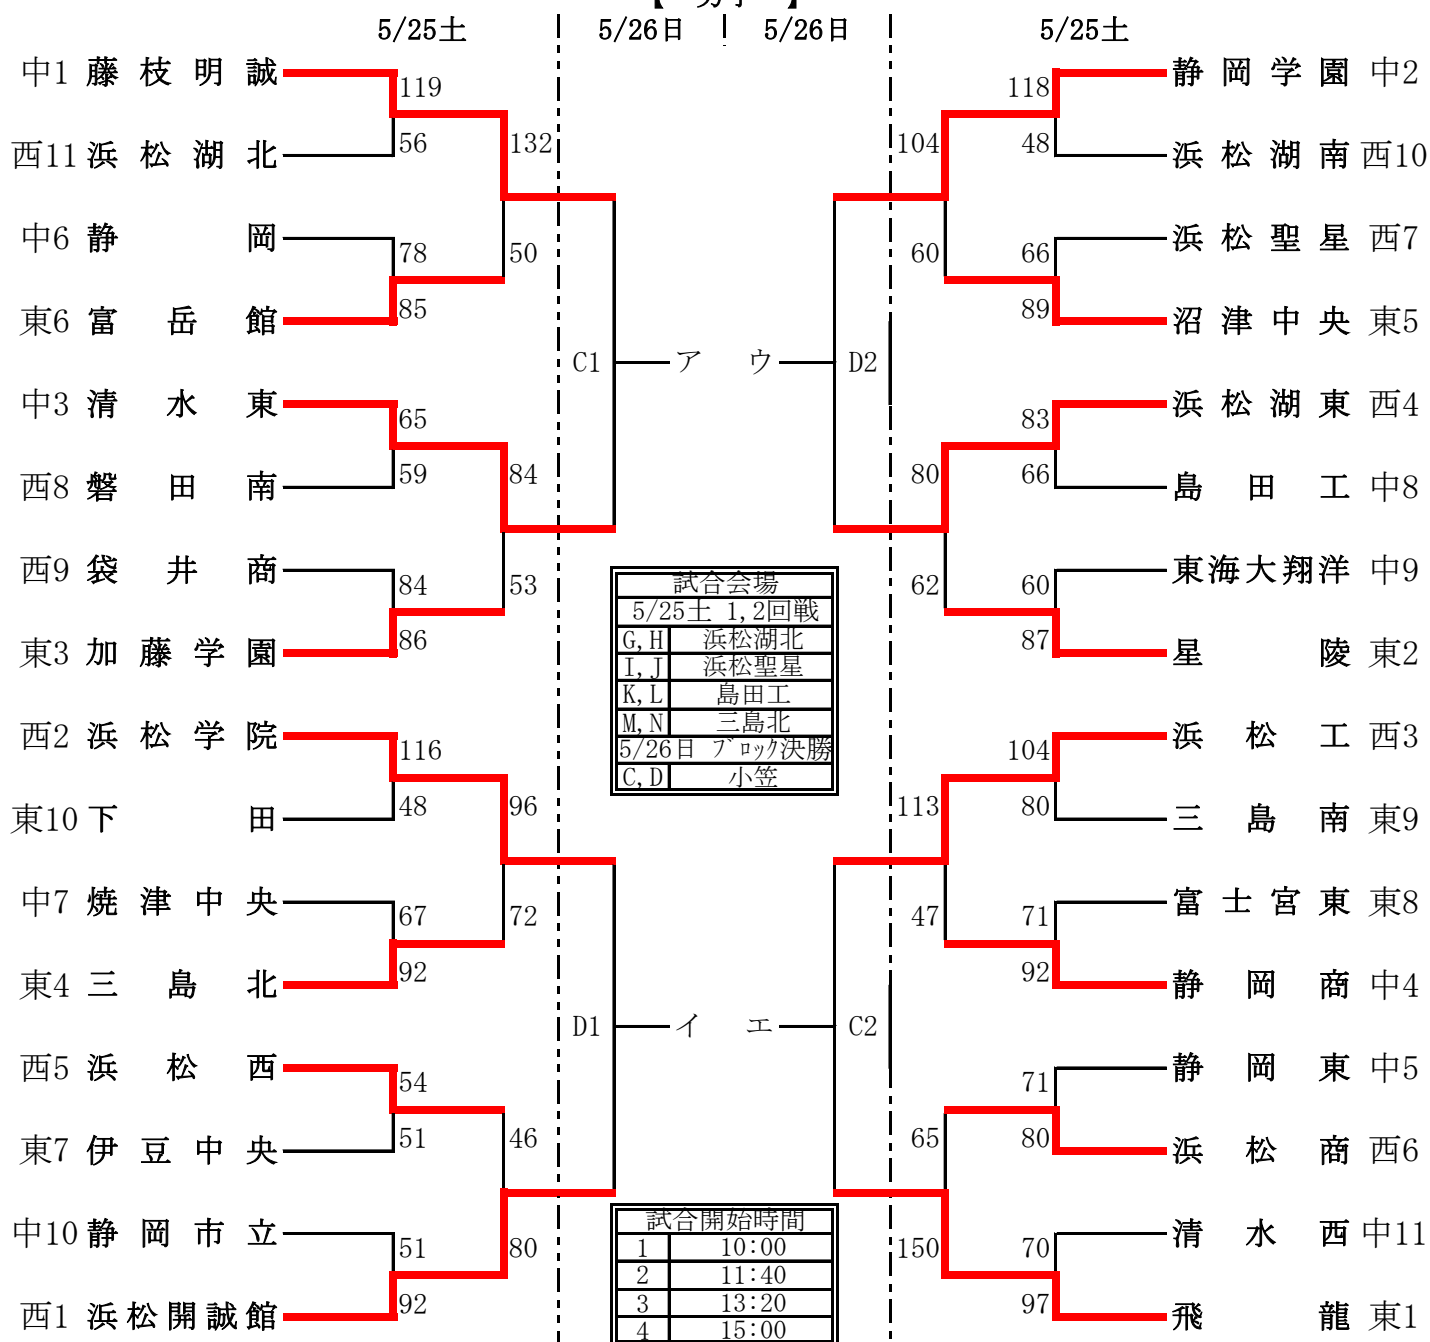 【 男子 】
5/25土 5/26日 5/26日 5/25土
中1 藤枝明誠 119
西11 浜松湖北 56
132
中6 静岡 78
東6 富岳館 85
50
中3 清水東 65
西8 磐田南 59
84
西9 袋井商 84
東3 加藤学園 86
53
西2 浜松学院 116
東10 下田 48
96
中7 焼津中央 67
東4 三島北 92
72
西5 浜松西 54
東7 伊豆中央 51
46
中10 静岡市立 51
西1 浜松開誠館 92
80
C1 ア ウ D2
D1 イ エ C2
試合会場
5/25土 1,2回戦
G,H 浜松湖北
I,J 浜松聖星
K,L 島田工
M,N 三島北
5/26日 ブロック決勝
C,D 小笠
試合開始時間
1 10:00
2 11:40
3 13:20
4 15:00
118 静岡学園 中2
48 浜松湖南 西10
104
66 浜松聖星 西7
89 沼津中央 東5
60
83 浜松湖東 西4
66 島田工 中8
80
60 東海大翔洋 中9
87 星陵 東2
62
104 浜松工 西3
80 三島南 東9
113
71 富士宮東 東8
92 静岡商 中4
47
71 静岡東 中5
80 浜松商 西6
65
70 清水西 中11
97 飛龍 東1
150